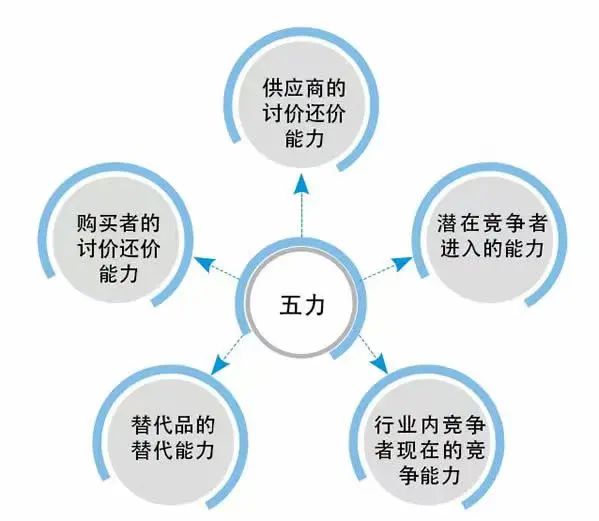 供应商的
讨价还价
能力
购买者的
讨价还价
能力
潜在竞争者
进入的能力
五力
替代品的
替代能力
行业内竞争
者现在的竞
争能力